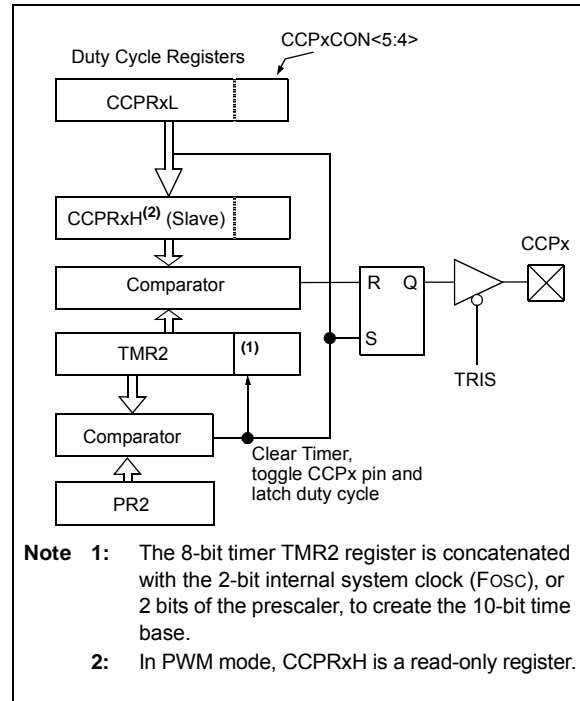 CCPxCON<5:4>
Duty Cycle Registers
CCPRxL
CCPRxH(2) (Slave)
CCPx
Comparator
R Q
TMR2 (1)
S
TRIS
Comparator
Clear Timer,
toggle CCPx pin and
latch duty cycle
PR2
Note 1: The 8-bit timer TMR2 register is concatenated
with the 2-bit internal system clock (FOSC), or
2 bits of the prescaler, to create the 10-bit time
base.
2: In PWM mode, CCPRxH is a read-only register.